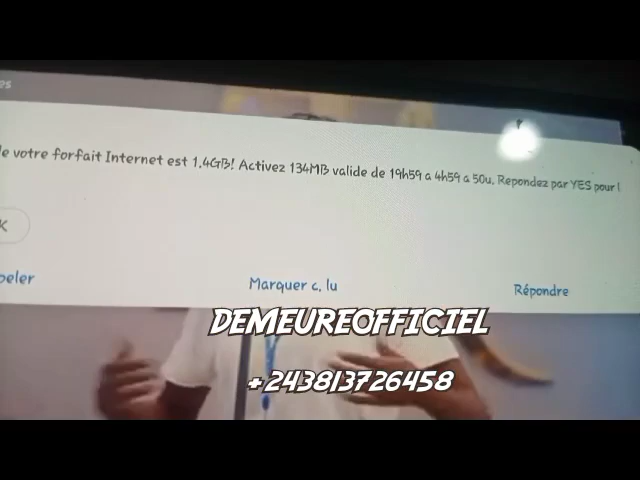 es
le votre forfait Internet est 1.4GB! Activez 134MB valide de 19h59 a 4h59 a 50u. Repondez par YES pour l
K
peler
Marquer c. lu
Répondre
DEMEUREOFFICIEL
+243813726458